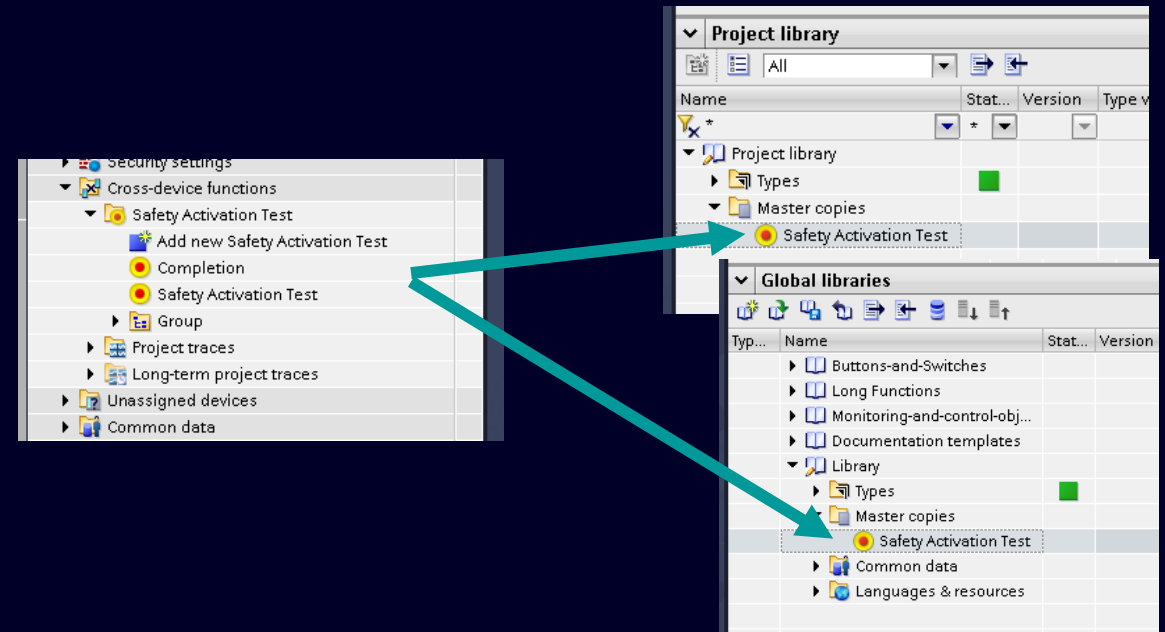 Security settings
Cross-device functions
Safety Activation Test
Add new Safety Activation Test
Completion
Safety Activation Test
Group
Project traces
Long-term project traces
Unassigned devices
Common data
Project library
All
Name Stat... Version Type v
* *
Project library
Types
Master copies
Safety Activation Test
Global libraries
Typ... Name Stat... Version
Buttons-and-Switches
Long Functions
Monitoring-and-control-obj...
Documentation templates
Library
Types
Master copies
Safety Activation Test
Common data
Languages & resources